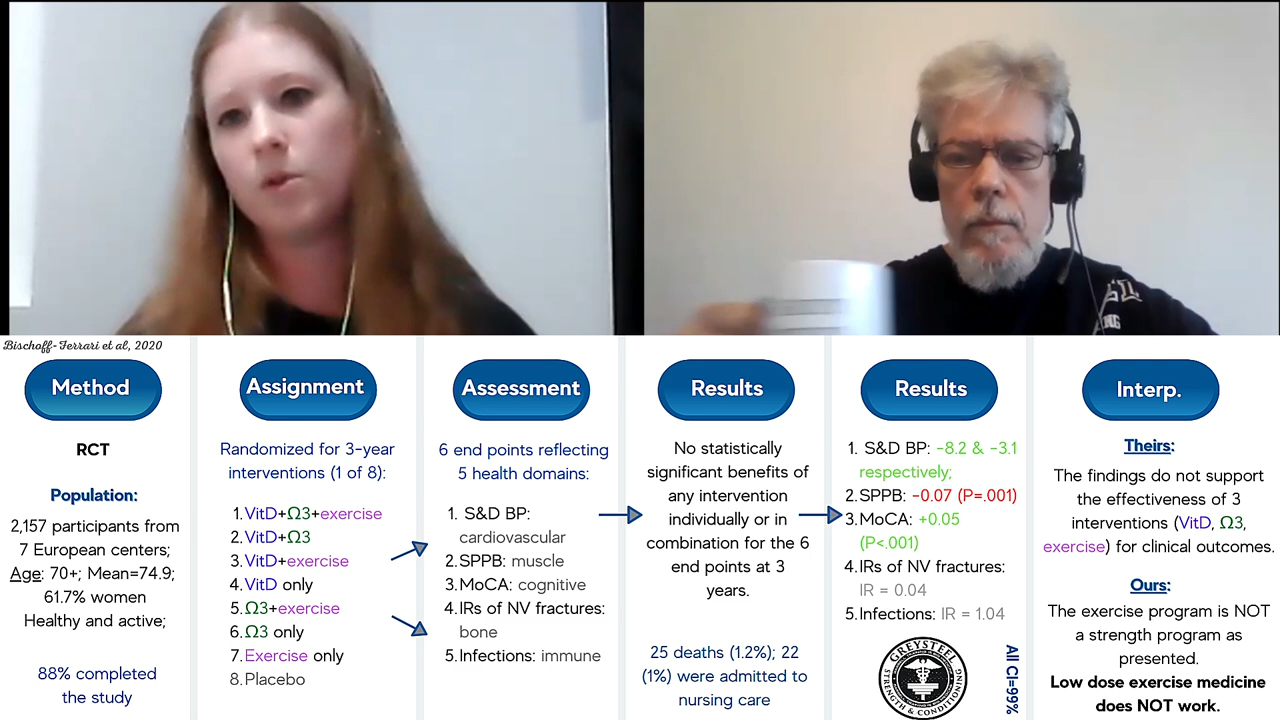 Bischoff-Ferrari et al, 2020
Method
RCT
Population:
2,157 participants from
7 European centers;
Age: 70+; Mean=74.9;
61.7% women
Healthy and active;
88% completed
the study
Assignment
Randomized for 3-year
interventions (1 of 8):
1.VitD+Ω3+exercise
2.VitD+Ω3
3.VitD+exercise
4.VitD only
5.Ω3+exercise
6.Ω3 only
7.Exercise only
8.Placebo
Assessment
6 end points reflecting
5 health domains:
1. S&D BP:
cardiovascular
2.SPPB: muscle
3.MoCA: cognitive
4.IRs of NV fractures:
bone
5.Infections: immune
Results
No statistically
significant benefits of
any intervention
individually or in
combination for the 6
end points at 3
years.
25 deaths (1.2%); 22
(1%) were admitted to
nursing care
Results
1. S&D BP: -8.2 & -3.1
respectively;
2.SPPB: -0.07 (P=.001)
3.MoCA: +0.05
(P<.001)
4.IRs of NV fractures:
IR = 0.04
5.Infections: IR = 1.04
GREYSTEEL
STRENGTH & CONDITIONING
All CI=99%
Interp.
Theirs:
The findings do not support
the effectiveness of 3
interventions (VitD, Ω3,
exercise) for clinical outcomes.
Ours:
The exercise program is NOT
a strength program as
presented.
Low dose exercise medicine
does NOT work.